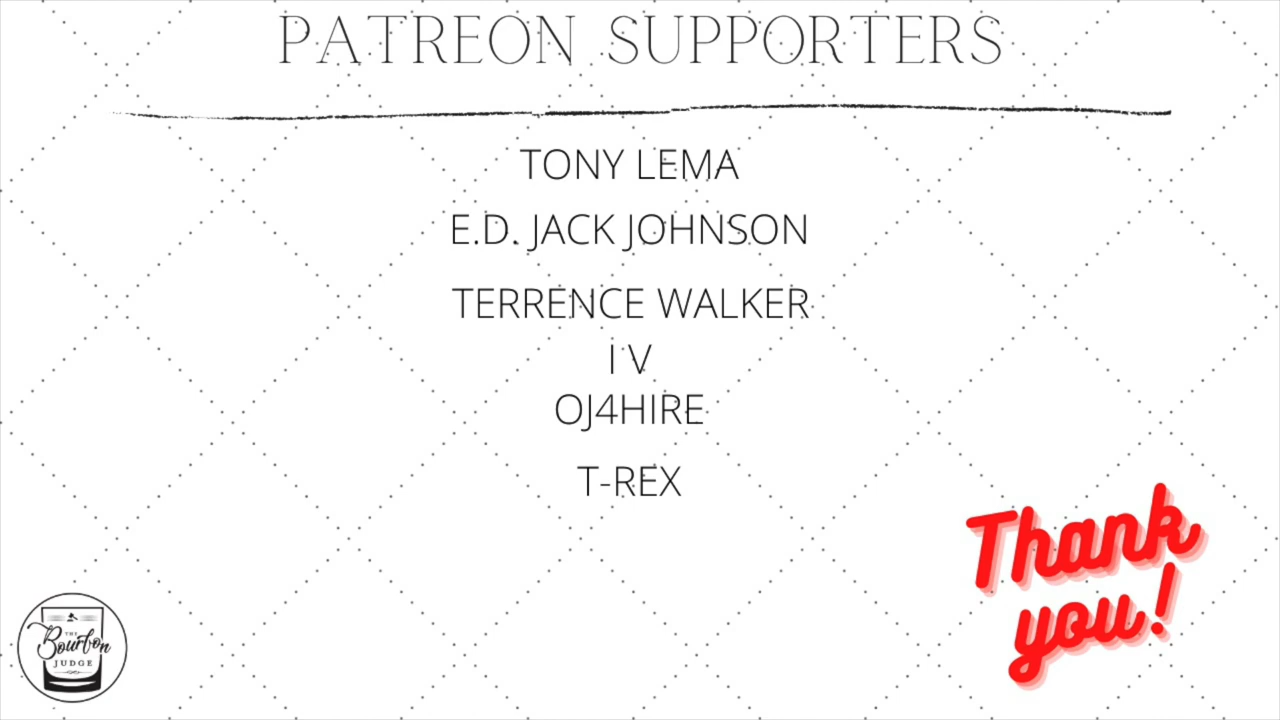 PATREON SUPPORTERS
TONY LEMA
E.D. JACK JOHNSON
TERRENCE WALKER
I V
OJ4HIRE
T-REX
Thank
you!
THE
Bourbon
JUDGE